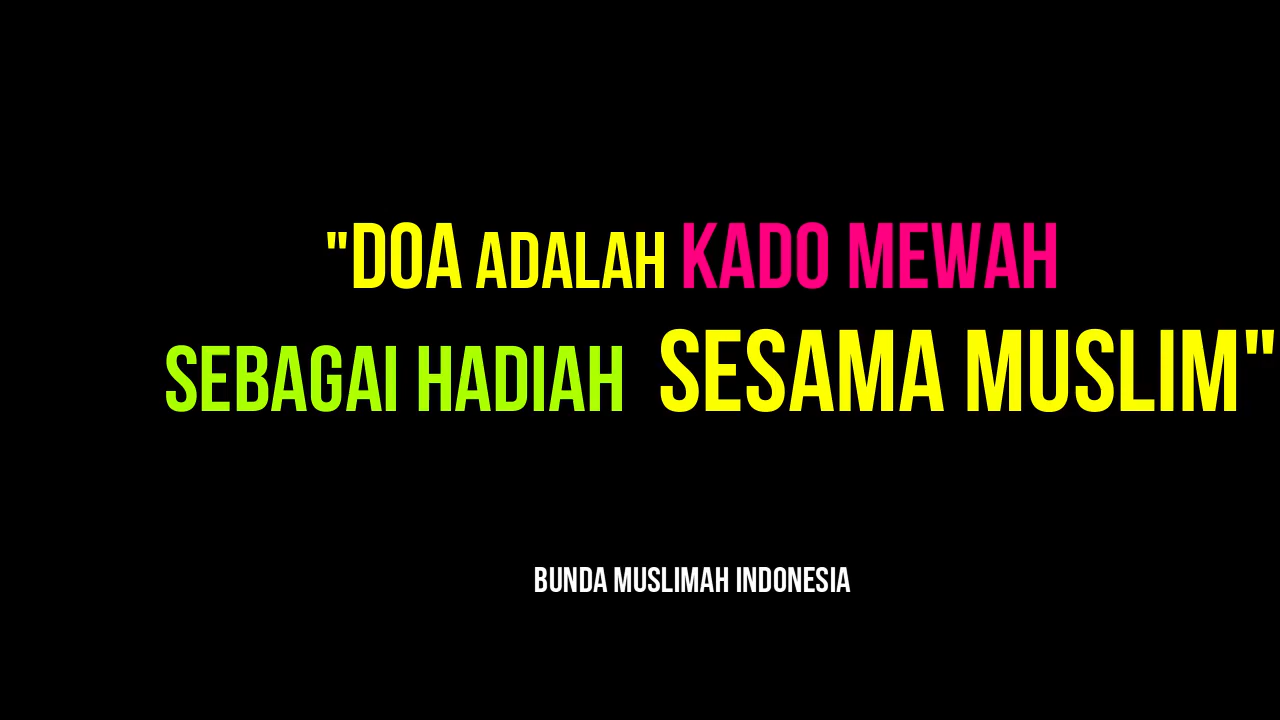 "DOA ADALAH KADO MEWAH
SEBAGAI HADIAH SESAMA MUSLIM"
BUNDA MUSLIMAH INDONESIA